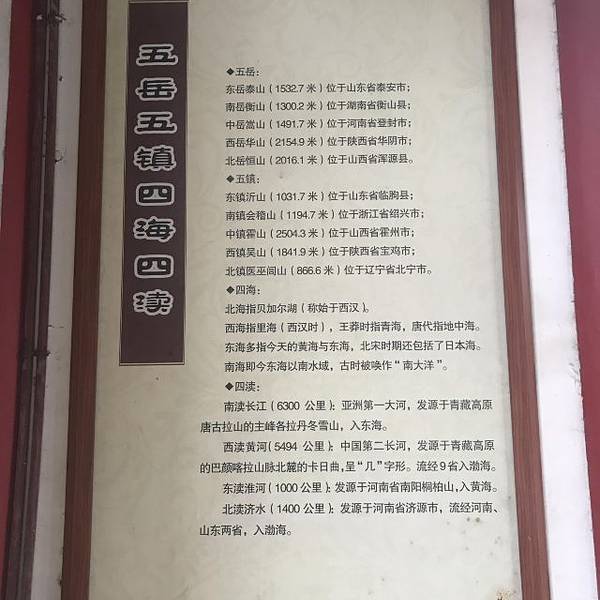 五岳五镇四海四渎
◆五岳：
东岳泰山（1532.7 米）位于山东省泰安市；
南岳衡山（1300.2 米）位于湖南省衡山县；
中岳嵩山（1491.7 米）位于河南省登封市；
西岳华山（2154.9 米）位于陕西省华阴市；
北岳恒山（2016.1 米）位于山西省浑源县。
◆五镇：
东镇沂山（1031.7 米）位于山东省临朐县；
南镇会稽山（1194.7 米）位于浙江省绍兴市；
中镇霍山（2504.3 米）位于山西省霍州市；
西镇吴山（1841.9 米）位于陕西省宝鸡市；
北镇医巫闾山（866.6 米）位于辽宁省北宁市。
◆四海：
北海指贝加尔湖（称始于西汉）。
西海指里海（西汉时），王莽时指青海，唐代指地中海。
东海多指今天的黄海与东海，北宋时期还包括了日本海。
南海即今东海以南水域，古时被唤作“南大洋”。
◆四渎：
南渎长江（6300 公里）：亚洲第一大河，发源于青藏高原
唐古拉山的主峰各拉丹冬雪山，入东海。
西渎黄河（5494 公里）：中国第二长河，发源于青藏高原
的巴颜喀拉山脉北麓的卡日曲，呈“几”字形。流经9省入渤海。
东渎淮河（1000 公里）：发源于河南省南阳桐柏山，入黄海。
北渎济水（1400 公里）：发源于河南省济源市，流经河南、
山东两省，入渤海。